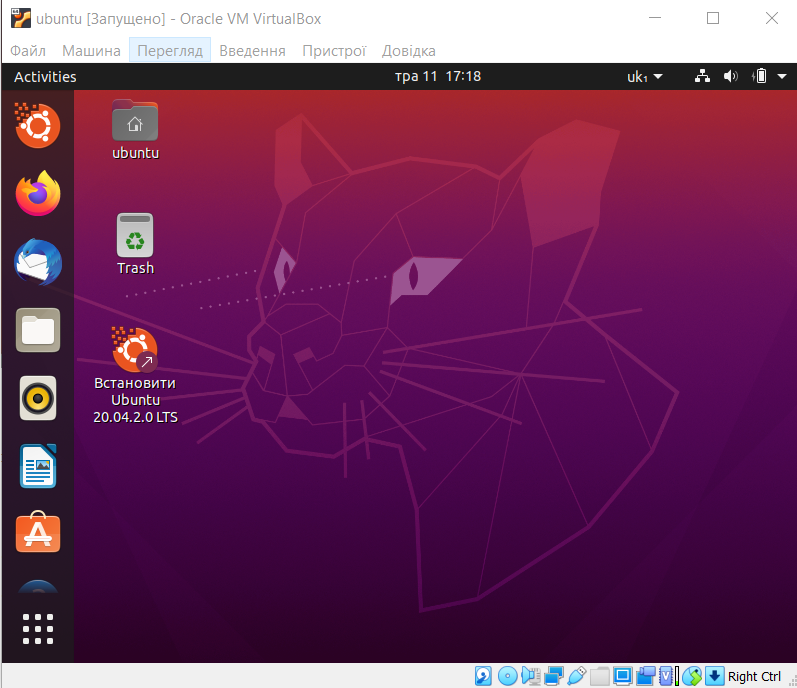 ubuntu [Запущено] - Oracle VM VirtualBox
Файл Машина Перегляд Введення Пристрої Довідка
Activities тра 11 17:18 uk₁
ubuntu
Trash
Встановити
Ubuntu
20.04.2.0 LTS
Right Ctrl